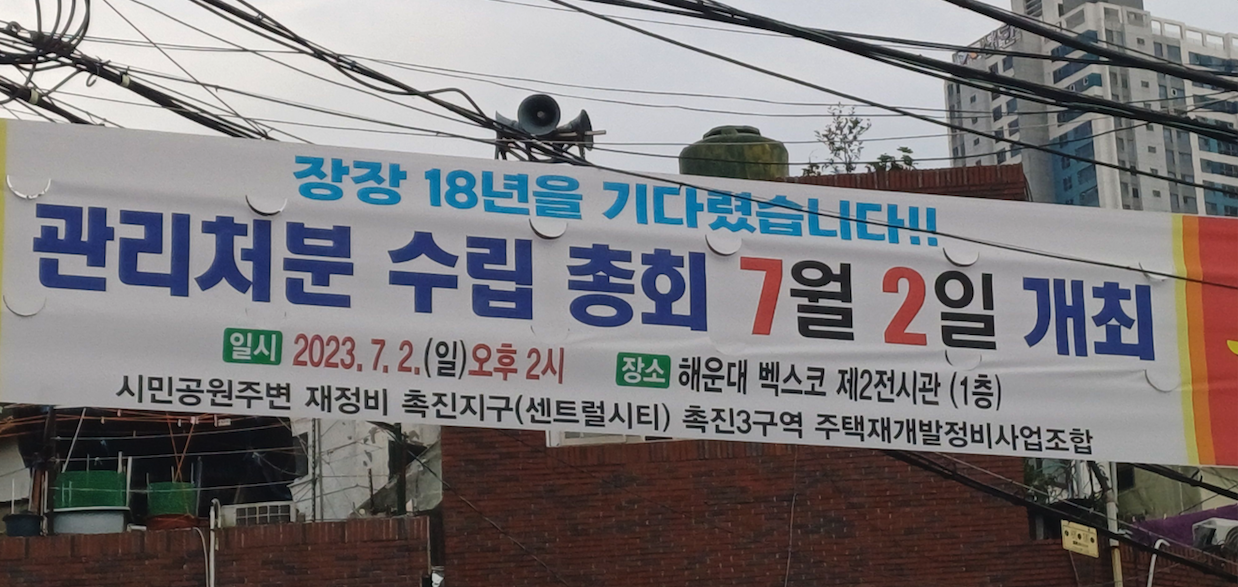 장장 18년을 기다렸습니다!!
관리처분 수립 총회 7월 2일 개최
일시 2023. 7. 2.(일)오후 2시 장소 해운대 벡스코 제2전시관 (1층)
시민공원주변 재정비 촉진지구(센트럴시티) 촉진3구역 주택재개발정비사업조합